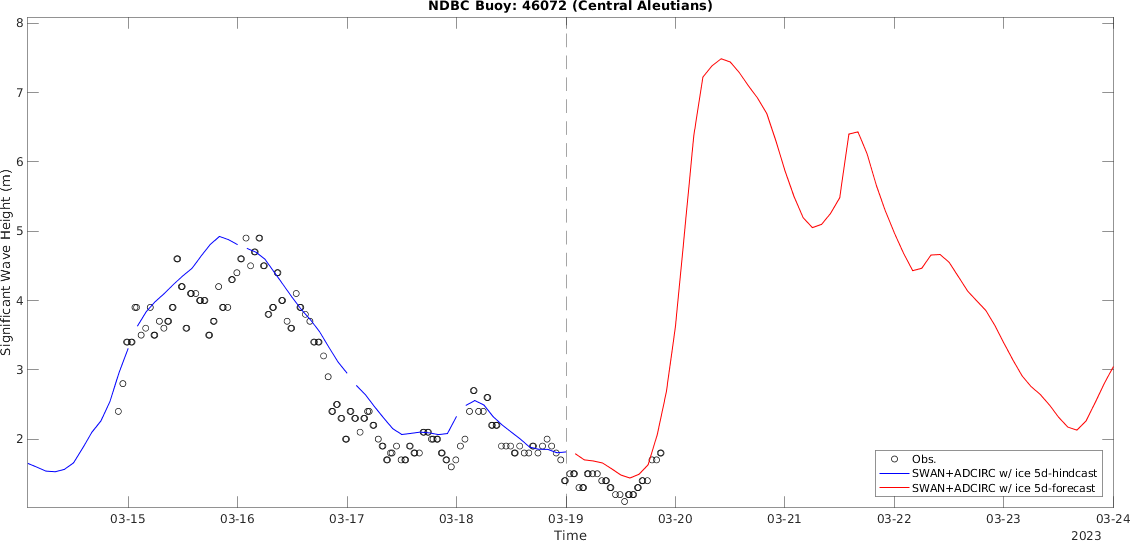 NDBC Buoy: 46072 (Central Aleutians)
8
7
6
5
4
3
2
Significant Wave Height (m)
Obs.
SWAN+ADCIRC w/ ice 5d-hindcast
SWAN+ADCIRC w/ ice 5d-forecast
03-15 03-16 03-17 03-18 03-19 03-20 03-21 03-22 03-23 03-24
Time
2023